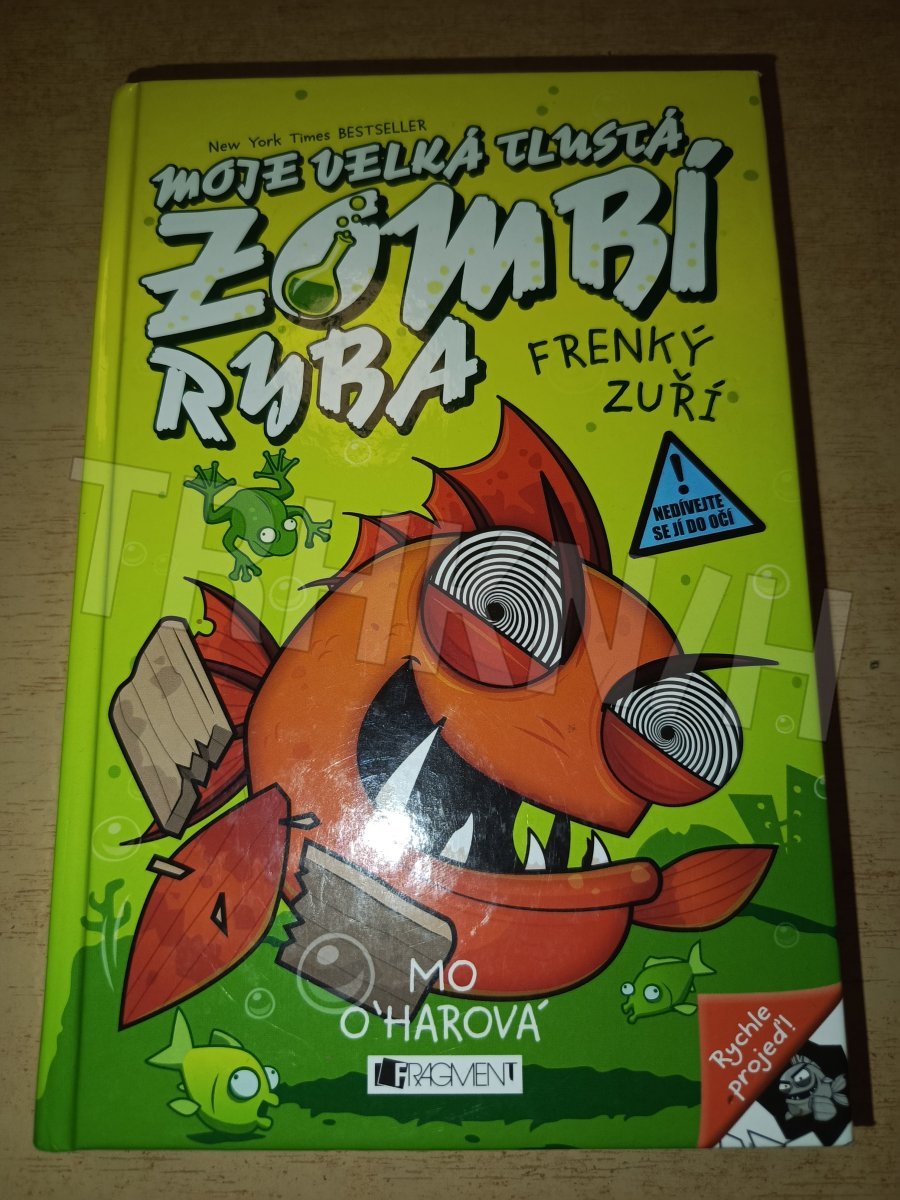 New York Times BESTSELLER
MOJE VELKÁ TLUSTÁ
ZOMBÍ
RYBA
FRENKÝ
ZUŘÍ
!
NEDÍVEJTE
SE JÍ DO OČÍ
MO
O'HAROVÁ
FRAGMENT
Rychle
projeď!